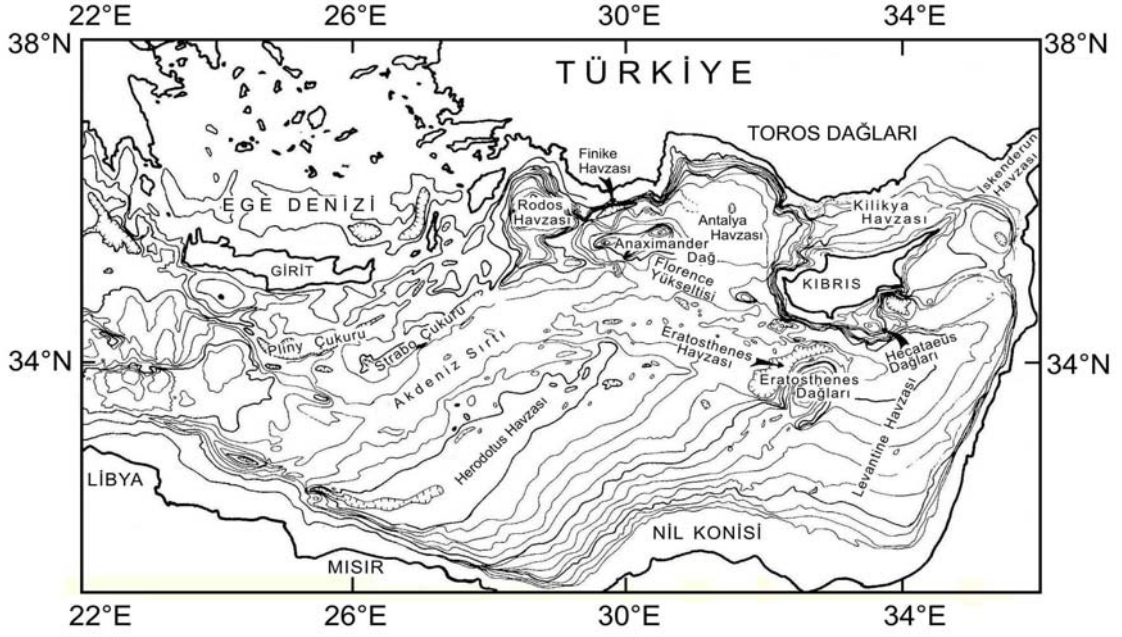 22°E 26°E 30°E 34°E
38°N 38°N
TÜRKİYE
TOROS DAĞLARI
Finike
Havzası
İskenderun
Havzası
EGE DENİZİ
Rodos
Havzası
Antalya
Havzası
Kilikya
Havzası
Anaximander
Dağ
GİRİT
Florence
Yükseltisi
KIBRIS
Pliny Çukuru
Strabo Çukuru
Akdeniz Sırtı
Eratosthenes
Havzası
Hecataeüs
Dağları
34°N 34°N
Eratosthenes
Dağları
Herodotus Havzası
Levantine Havzası
LİBYA
NİL KONİSİ
MISIR
22°E 26°E 30°E 34°E